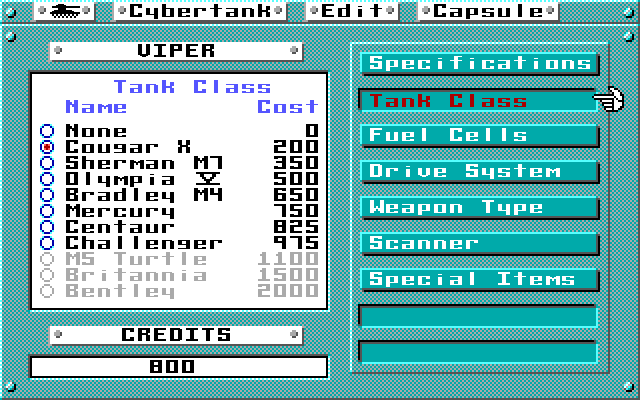 Cybertank Edit Capsule
VIPER
Tank Class
Name Cost
None 0
Cougar X 200
Sherman M7 350
Olympia V 500
Bradley M4 650
Mercury 750
Centaur 825
Challenger 975
MS Turtle 1100
Britannia 1500
Bentley 2000
CREDITS
800
Specifications
Tank Class
Fuel Cells
Drive System
Weapon Type
Scanner
Special Items